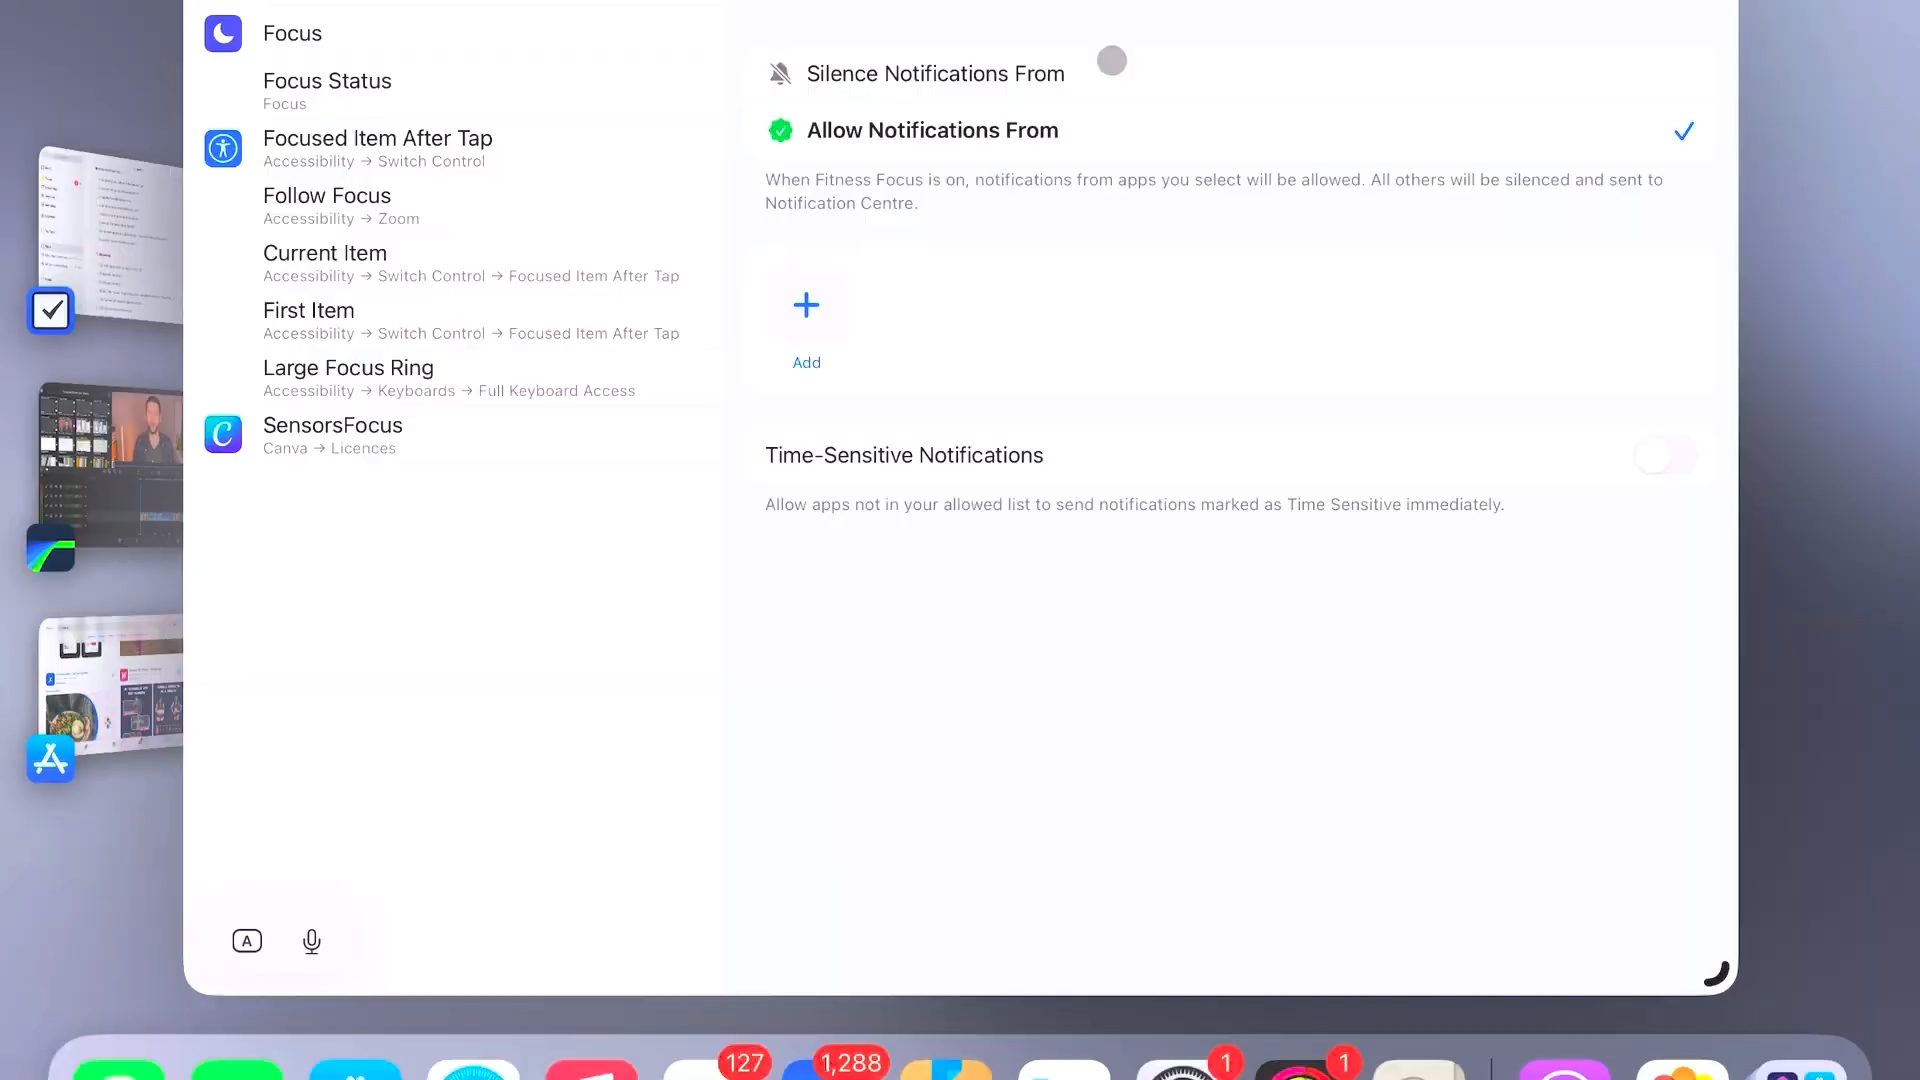 Focus
Focus Status
Focus
Focused Item After Tap
Accessibility → Switch Control
Follow Focus
Accessibility → Zoom
Current Item
Accessibility → Switch Control → Focused Item After Tap
First Item
Accessibility → Switch Control → Focused Item After Tap
Large Focus Ring
Accessibility → Keyboards → Full Keyboard Access
SensorsFocus
Canva → Licences
A
Silence Notifications From
Allow Notifications From
When Fitness Focus is on, notifications from apps you select will be allowed. All others will be silenced and sent to
Notification Centre.
Add
Time-Sensitive Notifications
Allow apps not in your allowed list to send notifications marked as Time Sensitive immediately.
127
1,288
1
1